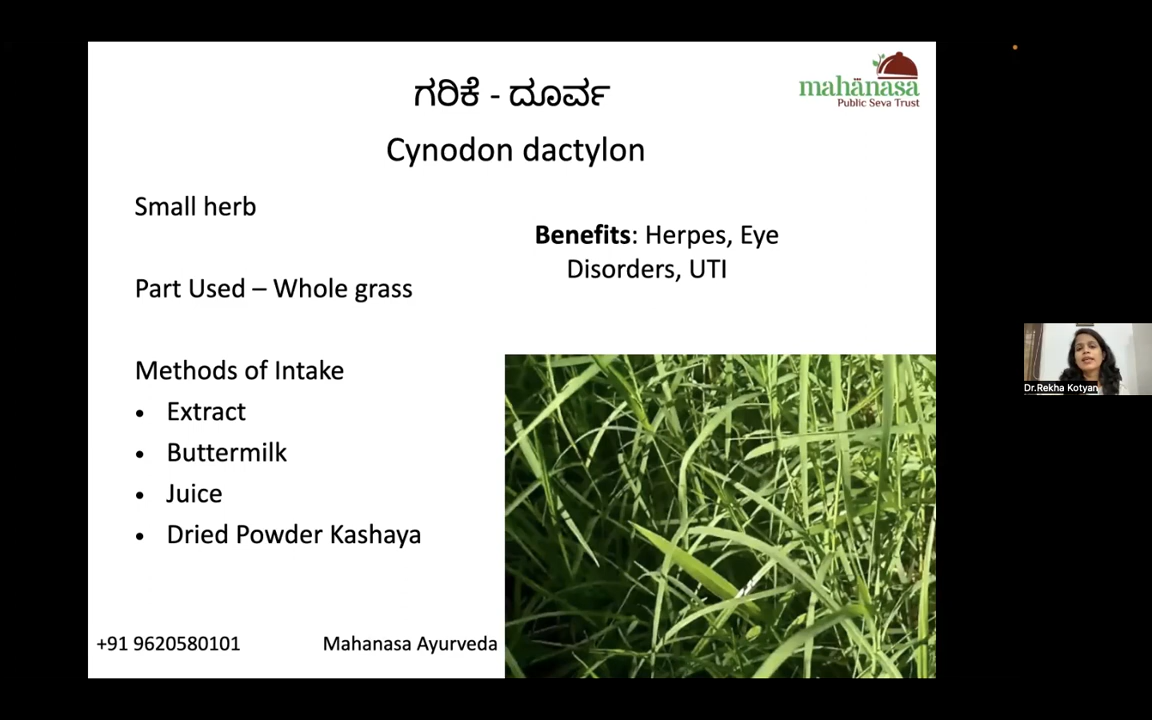 ಗರಿಕೆ - ದೂರ್ವ
mahänasa
Public Seva Trust
Cynodon dactylon
Small herb
Benefits: Herpes, Eye
Disorders, UTI
Part Used – Whole grass
Methods of Intake
• Extract
• Buttermilk
• Juice
• Dried Powder Kashaya
+91 9620580101
Mahanasa Ayurveda
Dr.Rekha Kotyan